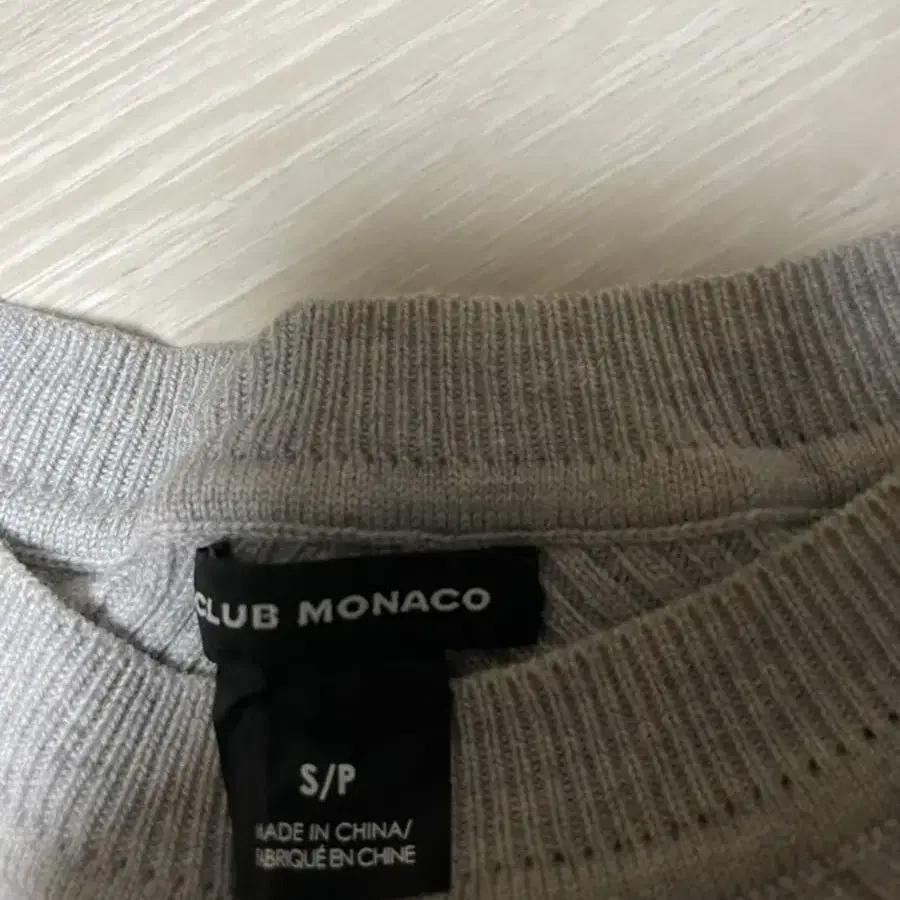 CLUB MONACO
S/P
MADE IN CHINA/
FABRIQUÉ EN CHINE